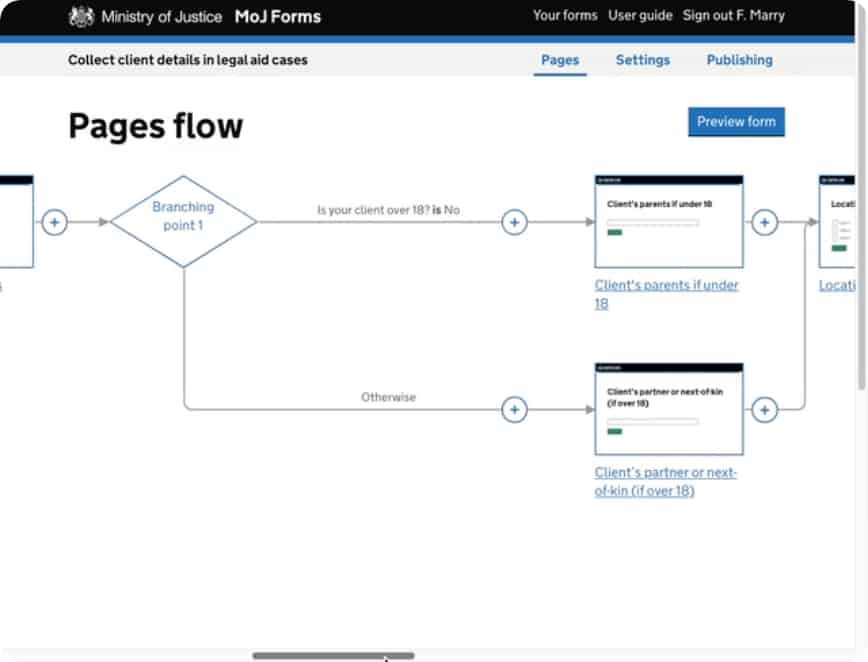 Ministry of Justice MoJ Forms
Your forms User guide Sign out F. Marry
Collect client details in legal aid cases
Pages Settings Publishing
Pages flow
Preview form
Branching
point 1
Is your client over 18? is No
Client's parents if under 18
Client's parents if under
18
Locati
Locati
Otherwise
Client's partner or next-of-kin
(if over 18)
Client's partner or next-
of-kin (if over 18)